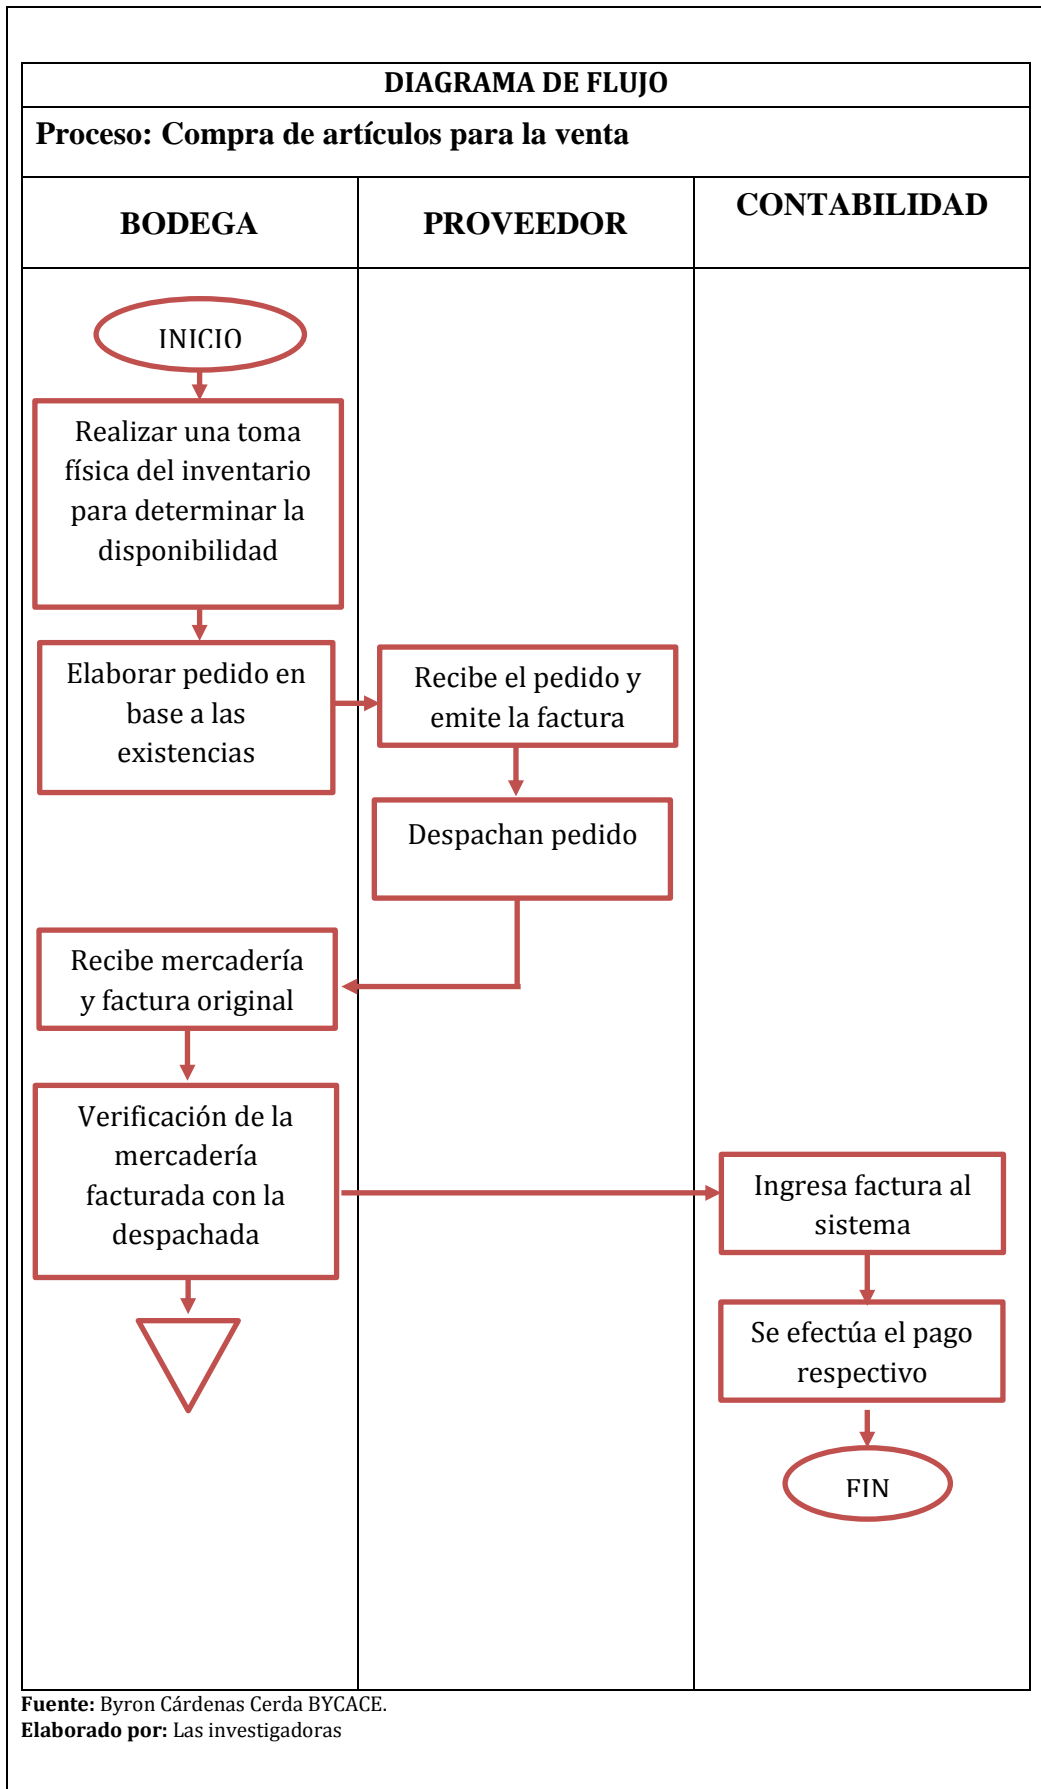 DIAGRAMA DE FLUJO
Proceso: Compra de artículos para la venta
BODEGA
PROVEEDOR
CONTABILIDAD
INICIO
Realizar una toma
física del inventario
para determinar la
disponibilidad
Elaborar pedido en
base a las
existencias
Recibe el pedido y
emite la factura
Despachan pedido
Recibe mercadería
y factura original
Verificación de la
mercadería
facturada con la
despachada
Ingresa factura al
sistema
Se efectúa el pago
respectivo
FIN
Fuente: Byron Cárdenas Cerda BYCACE.
Elaborado por: Las investigadoras